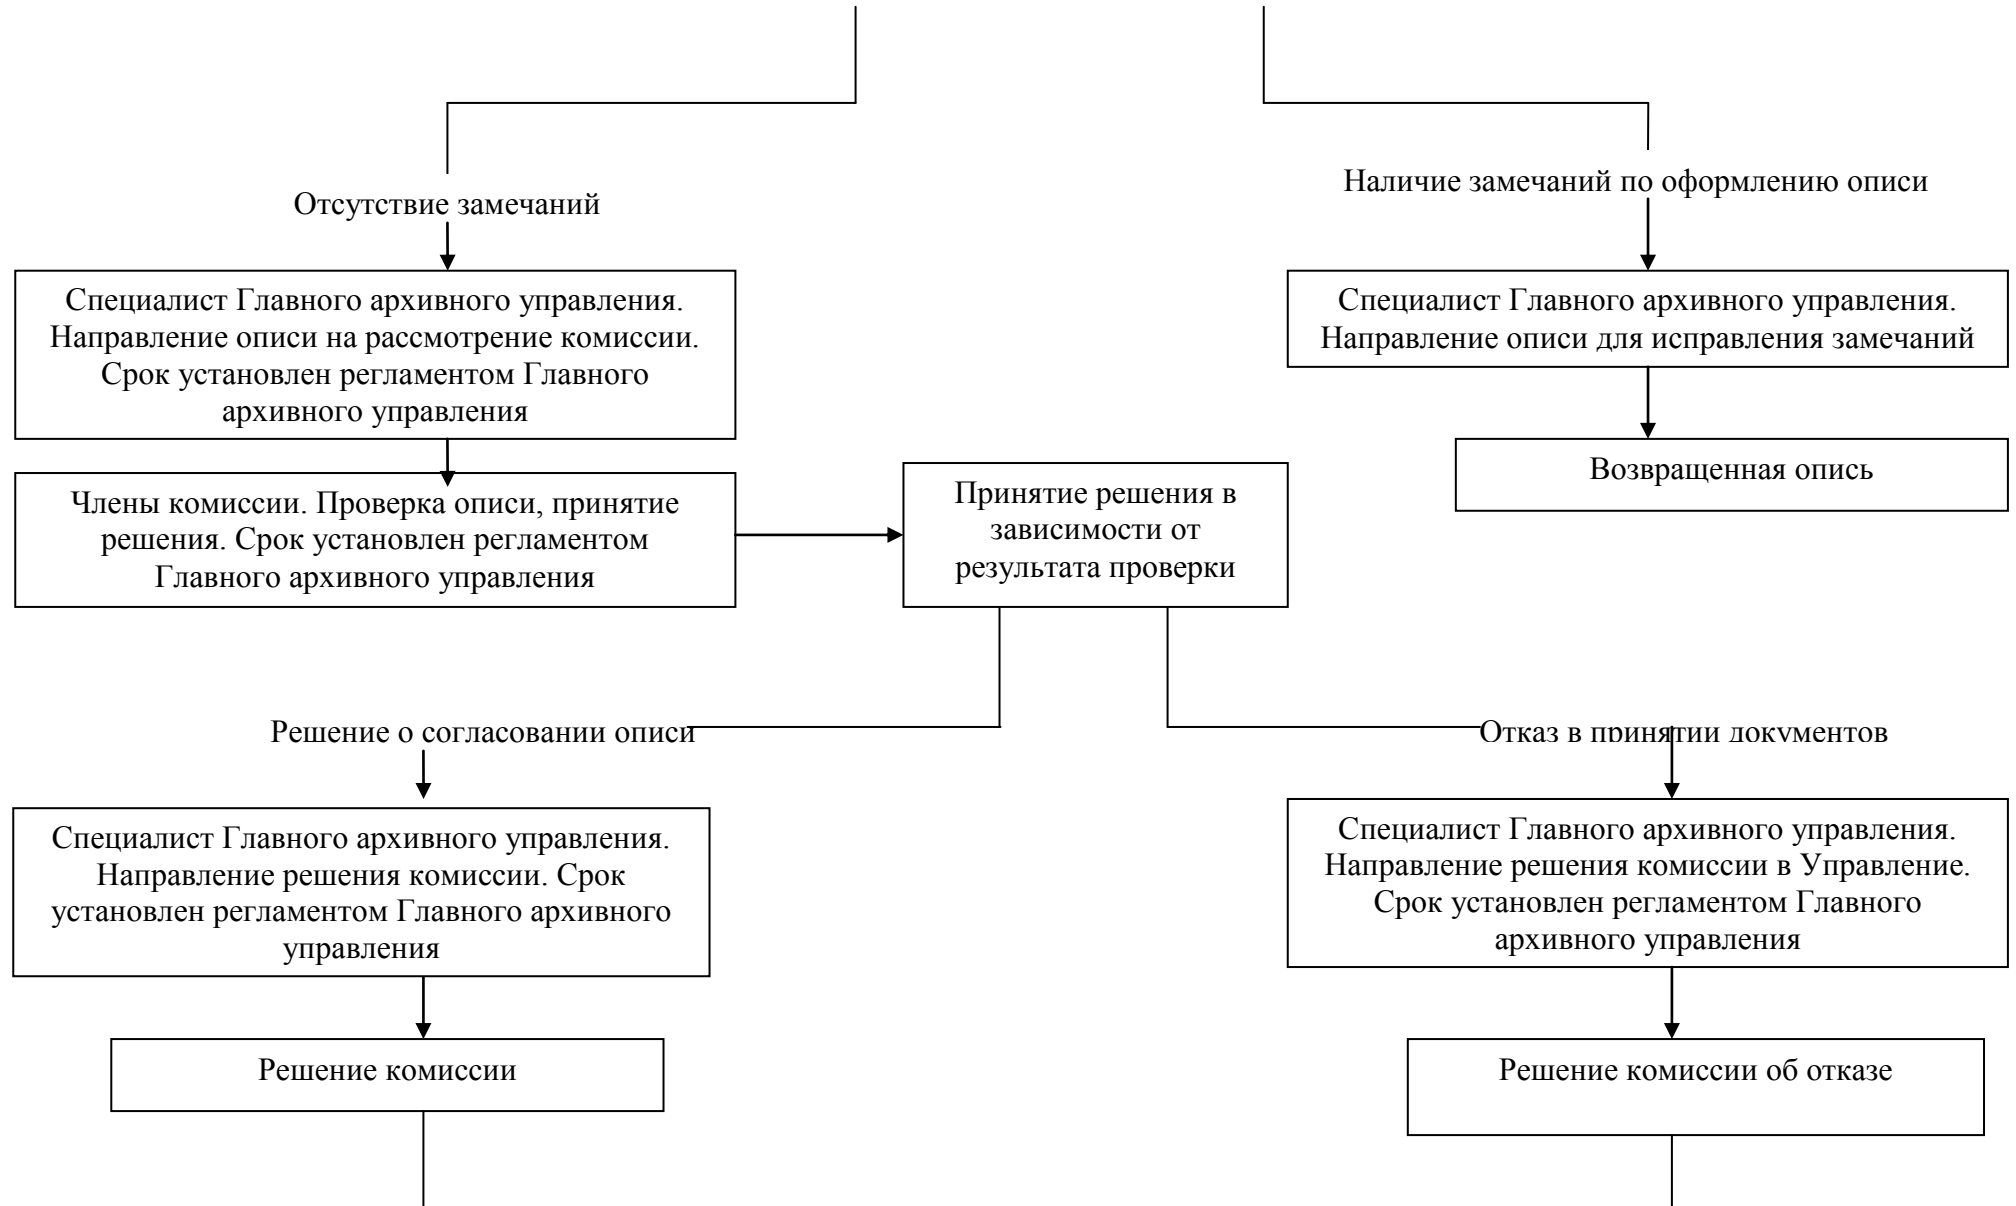 Наличие замечаний по оформлению описи
Отсутствие замечаний
Специалист Главного архивного управления.
Направление описи на рассмотрение комиссии.
Срок установлен регламентом Главного
архивного управления
Специалист Главного архивного управления.
Направление описи для исправления замечаний
Возвращенная опись
Члены комиссии. Проверка описи, принятие
решения. Срок установлен регламентом
Главного архивного управления
Принятие решения в
зависимости от
результата проверки
Решение о согласовании описи
Отказ в принятии документов
Специалист Главного архивного управления.
Направление решения комиссии. Срок
установлен регламентом Главного архивного
управления
Специалист Главного архивного управления.
Направление решения комиссии в Управление.
Срок установлен регламентом Главного
архивного управления
Решение комиссии
Решение комиссии об отказе